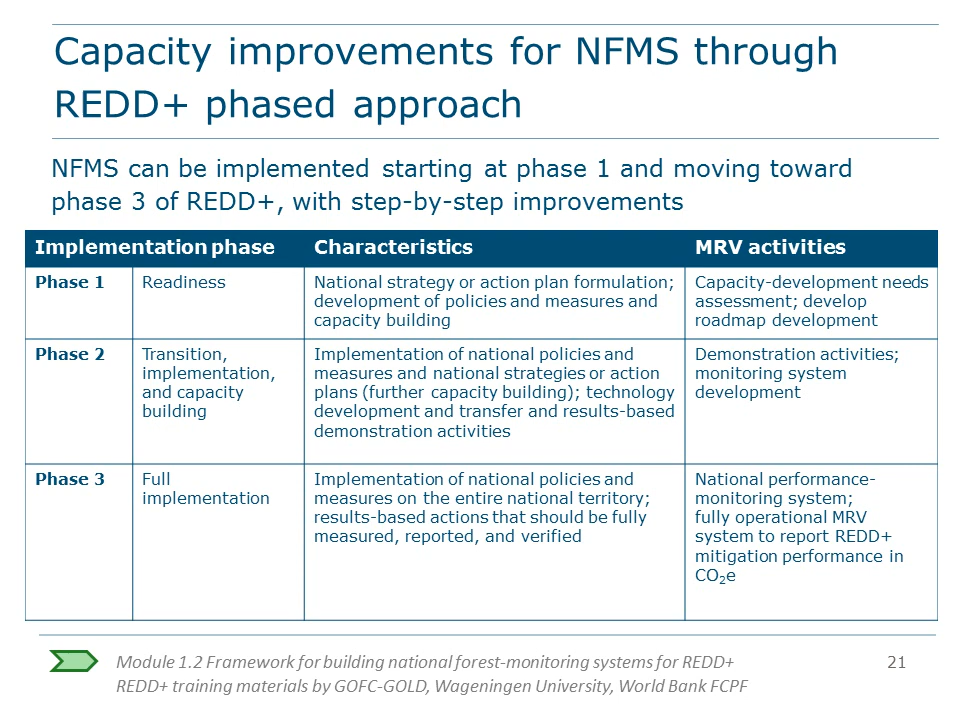 Capacity improvements for NFMS through
REDD+ phased approach
NFMS can be implemented starting at phase 1 and moving toward
phase 3 of REDD+, with step-by-step improvements
Implementation phase
Characteristics
MRV activities
Phase 1
Readiness
National strategy or action plan formulation;
development of policies and measures and
capacity building
Capacity-development needs
assessment; develop
roadmap development
Phase 2
Transition,
implementation,
and capacity
building
Implementation of national policies and
measures and national strategies or action
plans (further capacity building); technology
development and transfer and results-based
demonstration activities
Demonstration activities;
monitoring system
development
Phase 3
Full
implementation
Implementation of national policies and
measures on the entire national territory;
results-based actions that should be fully
measured, reported, and verified
National performance-
monitoring system;
fully operational MRV
system to report REDD+
mitigation performance in
CO₂e
Module 1.2 Framework for building national forest-monitoring systems for REDD+
REDD+ training materials by GOFC-GOLD, Wageningen University, World Bank FCPF
21